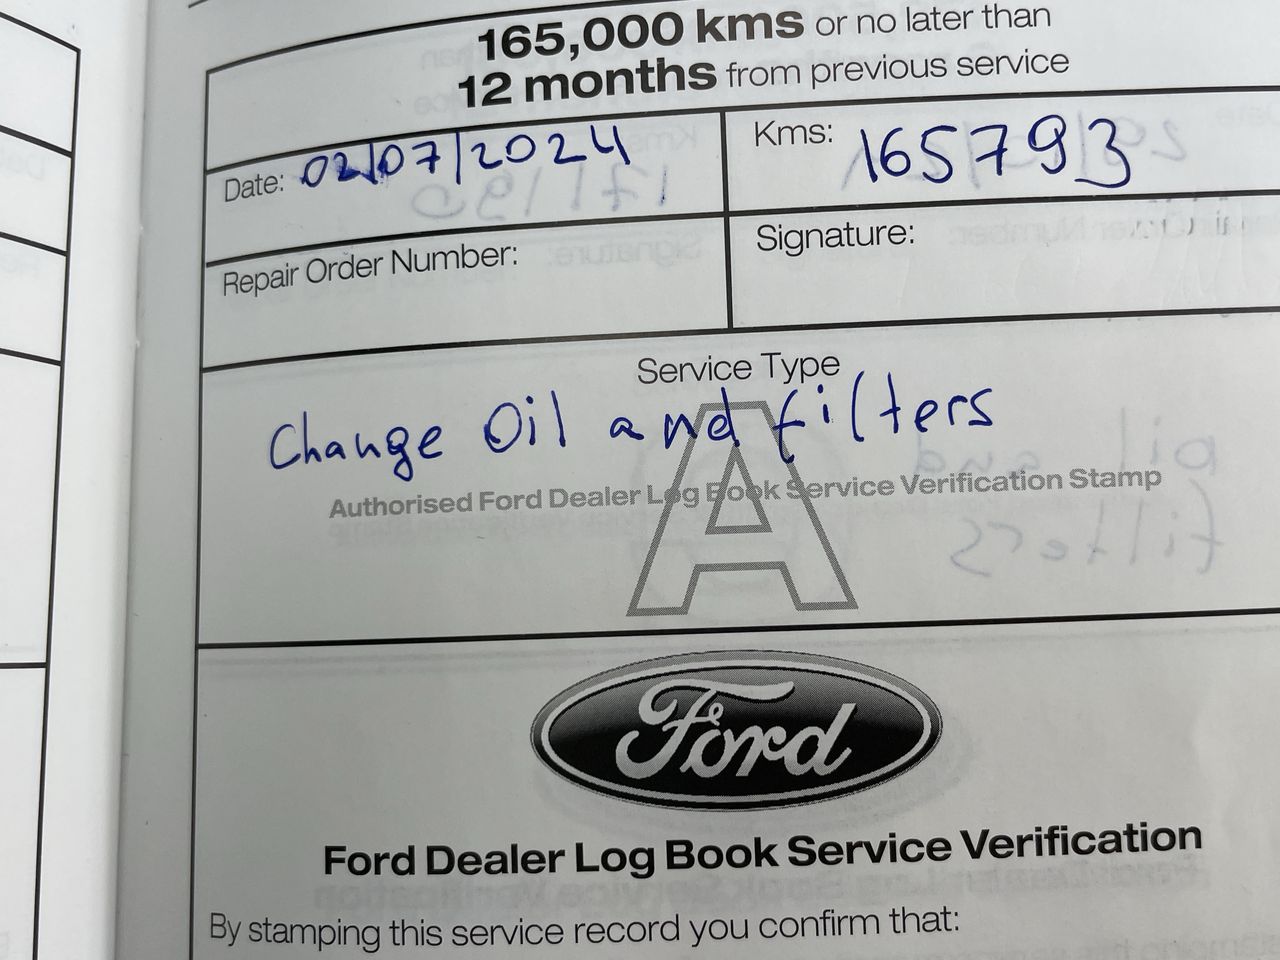 165,000 kms or no later than
12 months from previous service
Date: 02/07/2024
Kms: 165793
Repair Order Number:
Signature:
Service Type
Change Oil and filters
A
Authorised Ford Dealer Log Book Service Verification Stamp
Ford
Ford Dealer Log Book Service Verification
By stamping this service record you confirm that: